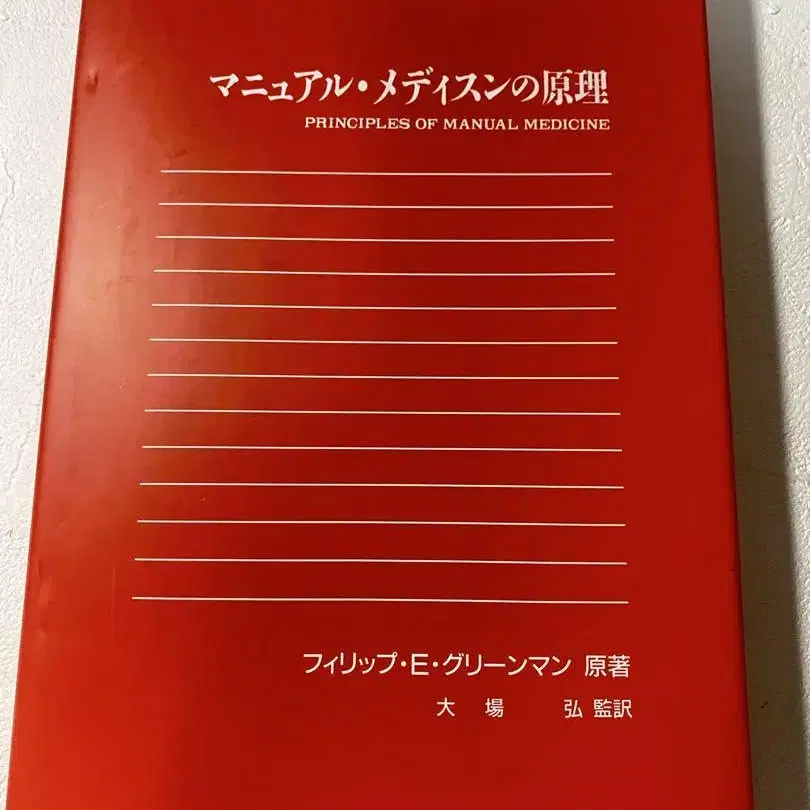 マニュアル・メディスンの原理
PRINCIPLES OF MANUAL MEDICINE
フィリップ・E・グリーンマン 原著
大場 弘 監訳